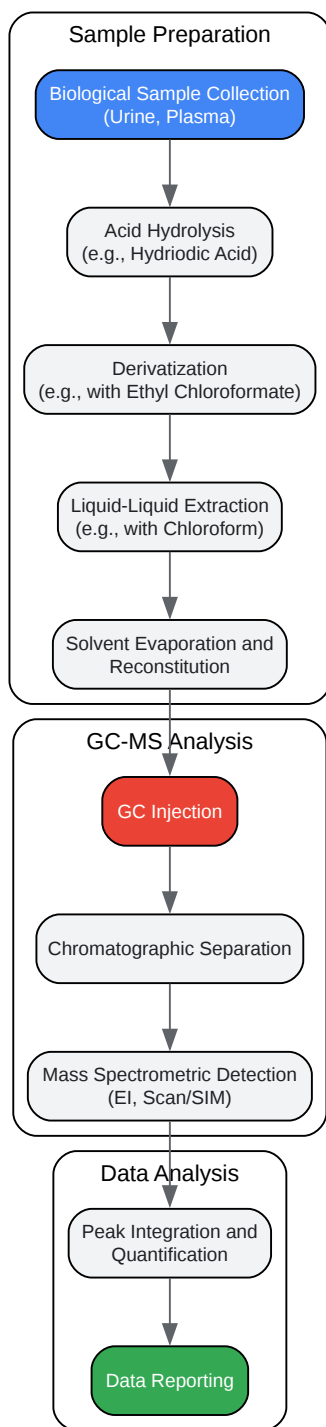 Sample Preparation
Biological Sample Collection
(Urine, Plasma)
Acid Hydrolysis
(e.g., Hydriodic Acid)
Derivatization
(e.g., with Ethyl Chloroformate)
Liquid-Liquid Extraction
(e.g., with Chloroform)
Solvent Evaporation and
Reconstitution
GC-MS Analysis
GC Injection
Chromatographic Separation
Mass Spectrometric Detection
(EI, Scan/SIM)
Data Analysis
Peak Integration and
Quantification
Data Reporting